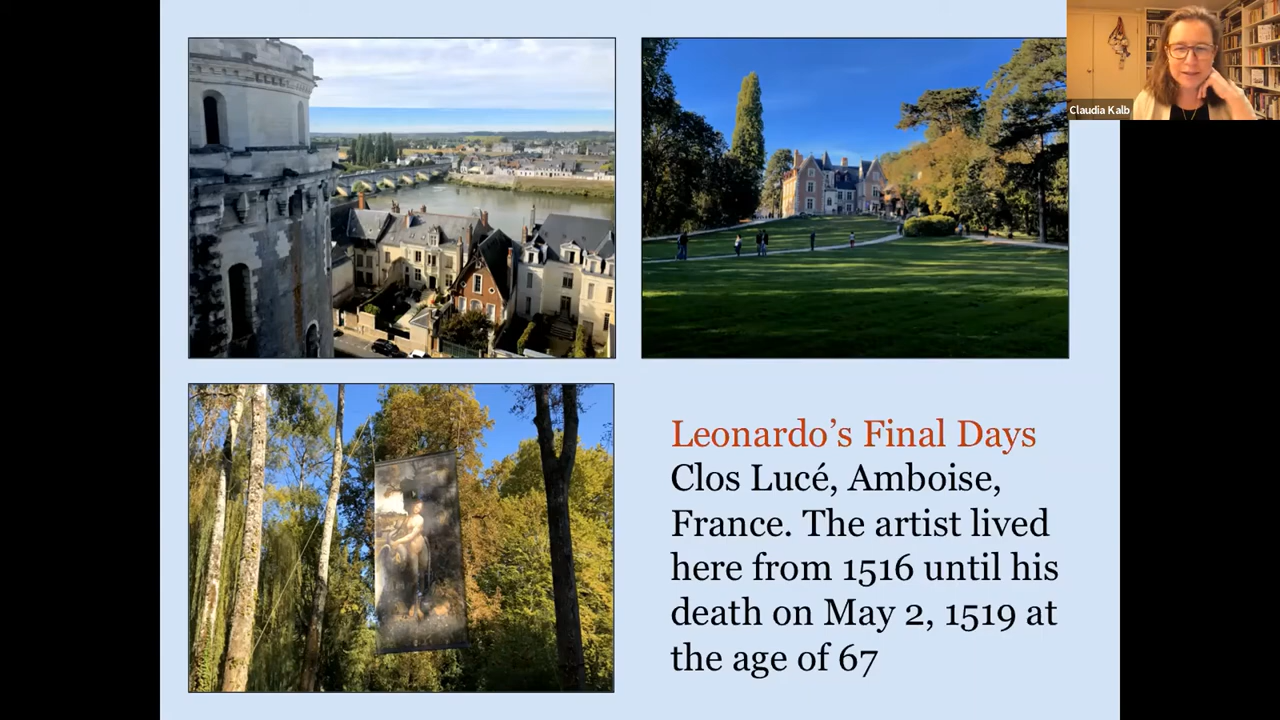 Claudia Kalb
Leonardo’s Final Days
Clos Lucé, Amboise,
France. The artist lived
here from 1516 until his
death on May 2, 1519 at
the age of 67